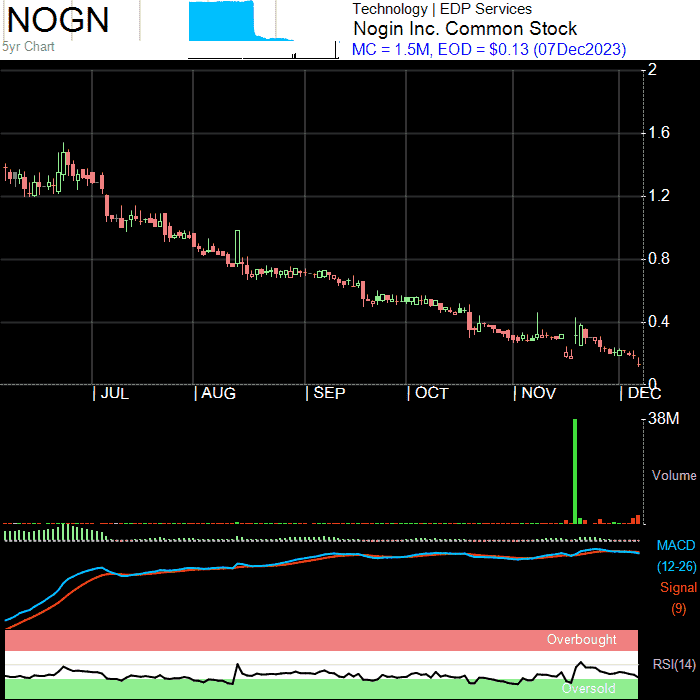 NOGN
5yr Chart
Technology | EDP Services
Nogin Inc. Common Stock
MC = 1.5M, EOD = $0.13 (07Dec2023)
2
1.6
1.2
0.8
0.4
0
| JUL | AUG | SEP | OCT | NOV | DEC
38M
Volume
MACD
(12-26)
Signal
(9)
Overbought
RSI(14)
Oversold